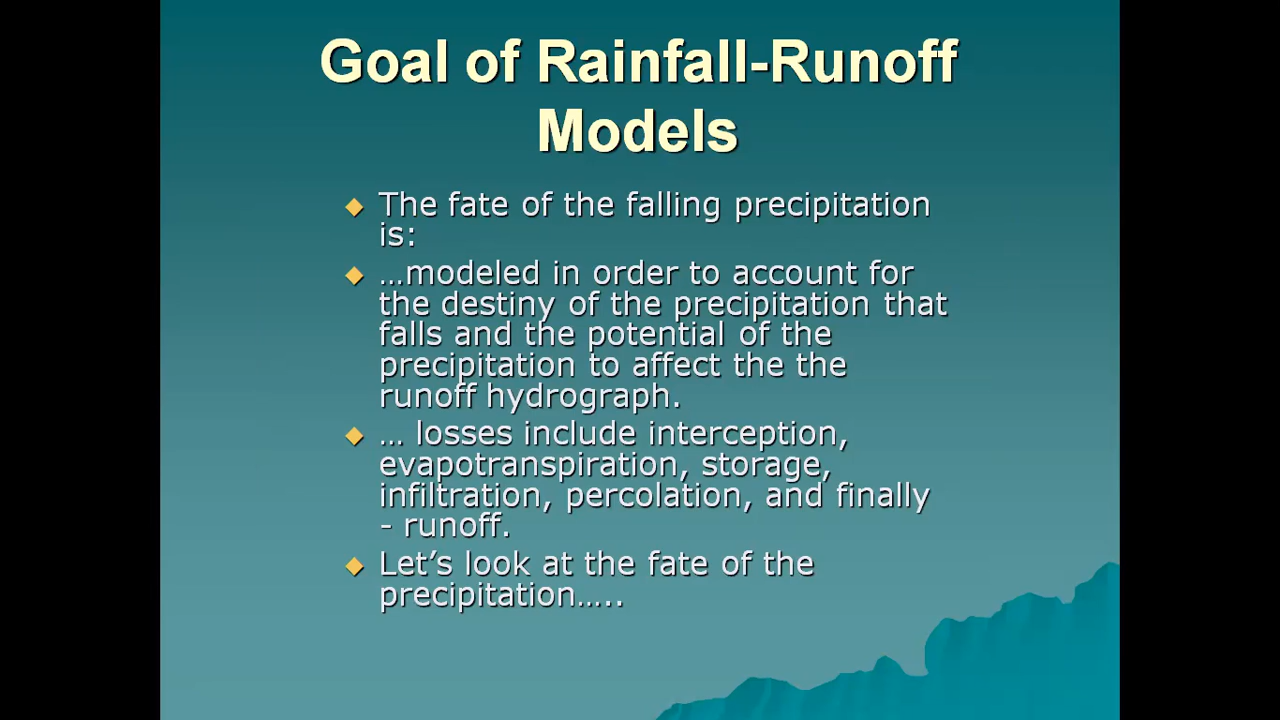 Goal of Rainfall-Runoff
Models
The fate of the falling precipitation
is:
…modeled in order to account for
the destiny of the precipitation that
falls and the potential of the
precipitation to affect the the
runoff hydrograph.
… losses include interception,
evapotranspiration, storage,
infiltration, percolation, and finally
- runoff.
Let’s look at the fate of the
precipitation…..